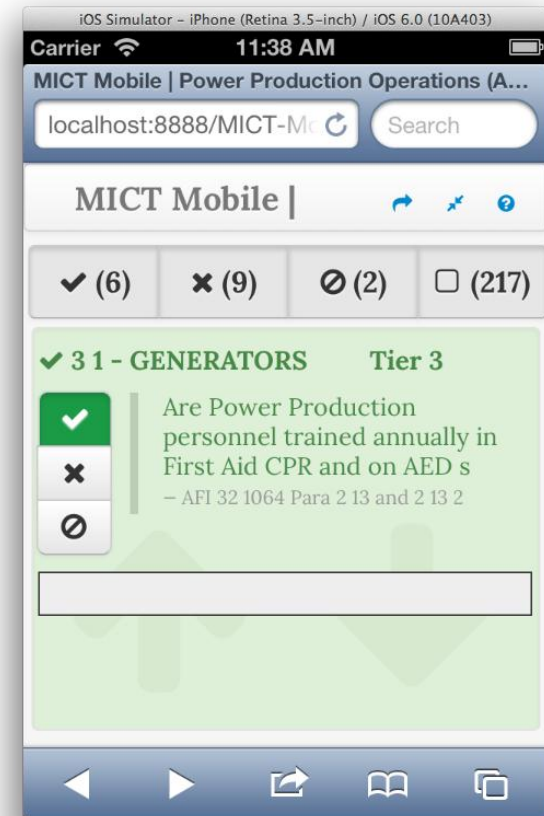 iOS Simulator – iPhone (Retina 3.5-inch) / iOS 6.0 (10A403)
Carrier 11:38 AM
MICT Mobile | Power Production Operations (A...
localhost:8888/MICT-Mo Search
MICT Mobile |
(6) (9) (2) (217)
3 1 - GENERATORS Tier 3
Are Power Production
personnel trained annually in
First Aid CPR and on AED s
– AFI 32 1064 Para 2 13 and 2 13 2